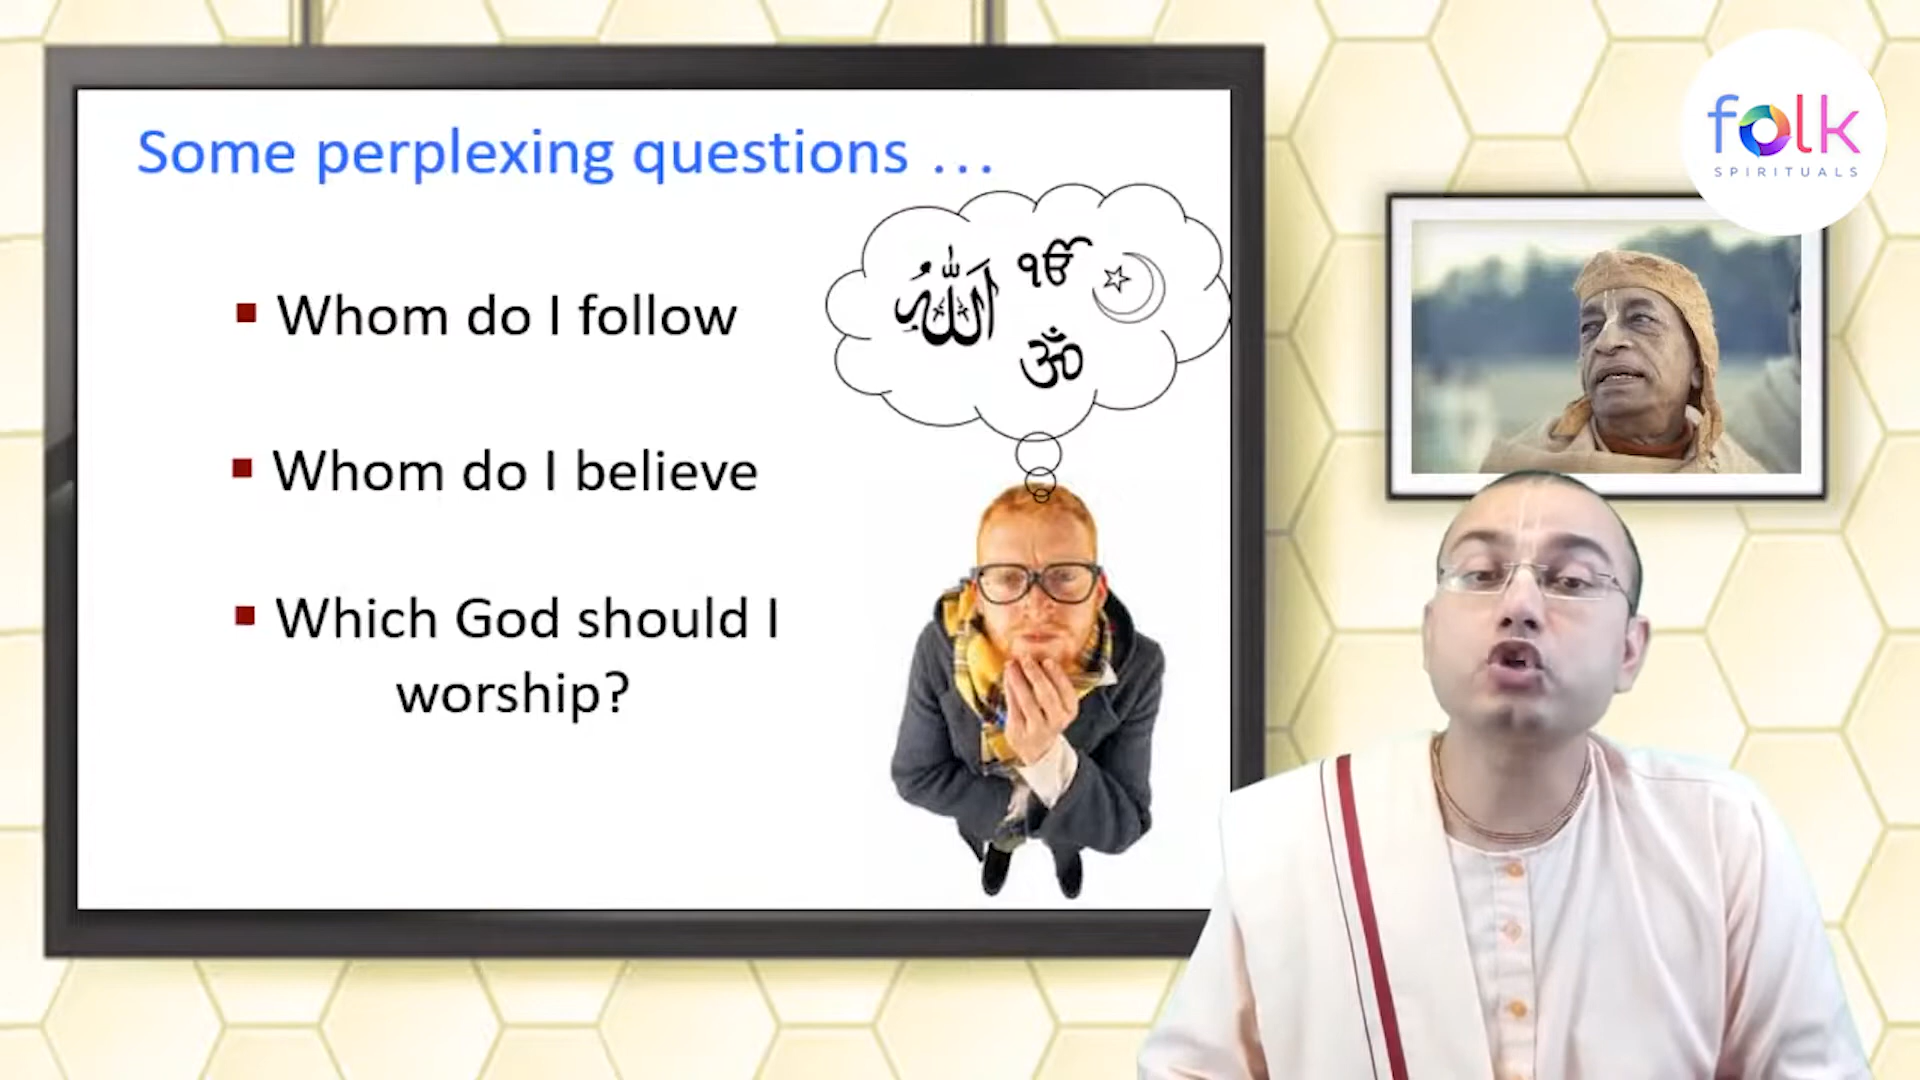 Some perplexing questions ...
▪ Whom do I follow
▪ Whom do I believe
▪ Which God should I
worship?
الله
ੴ
ॐ
folk
SPIRITUALS